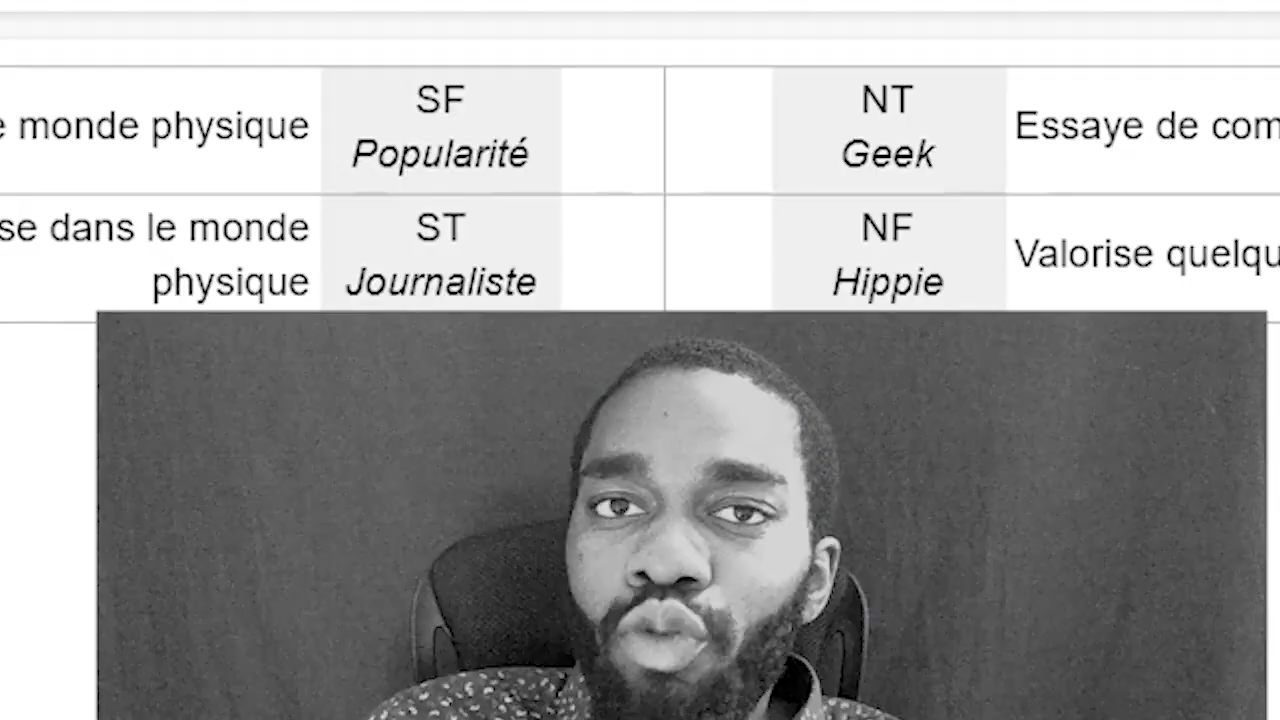 monde physique
SF
Popularité
NT
Geek
Essaye de
dans le monde
physique
ST
Journaliste
NF
Hippie
Valorise